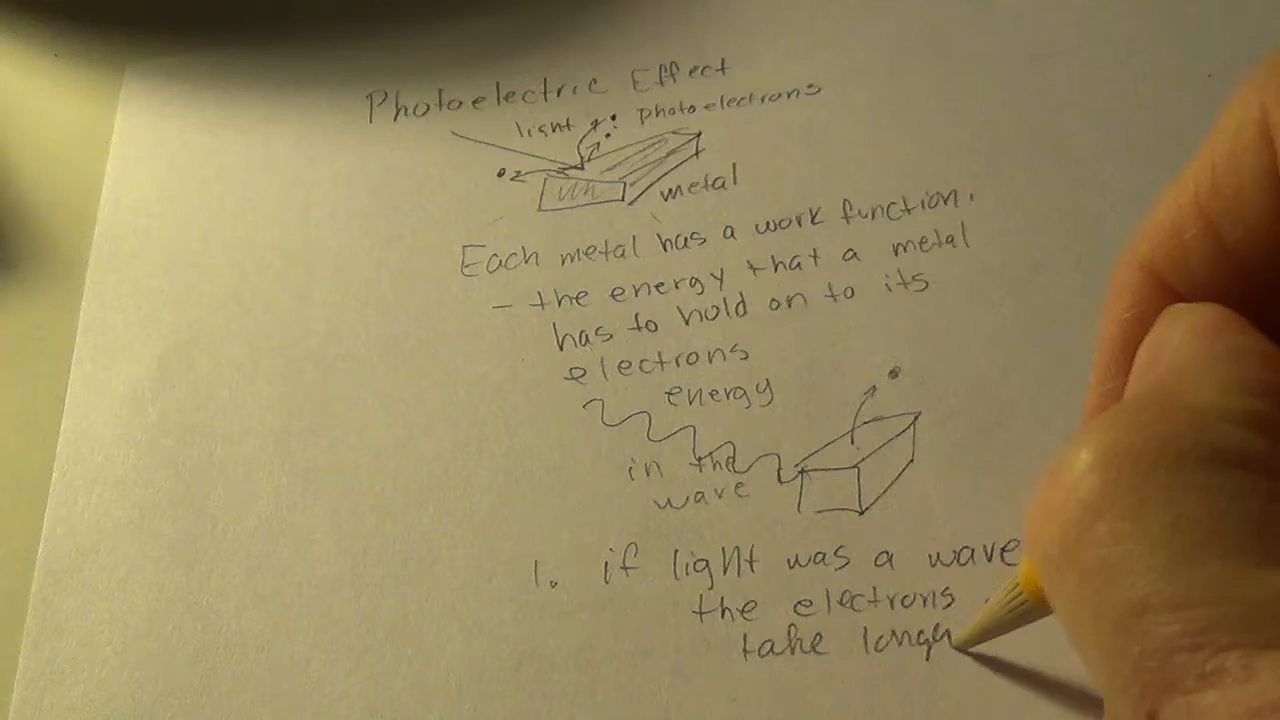 Photoelectric Effect
light photoelectrons
metal
Each metal has a work function.
- the energy that a metal
has to hold on to its
electrons
energy
in the
wave
1. if light was a wave
the electrons
take longer